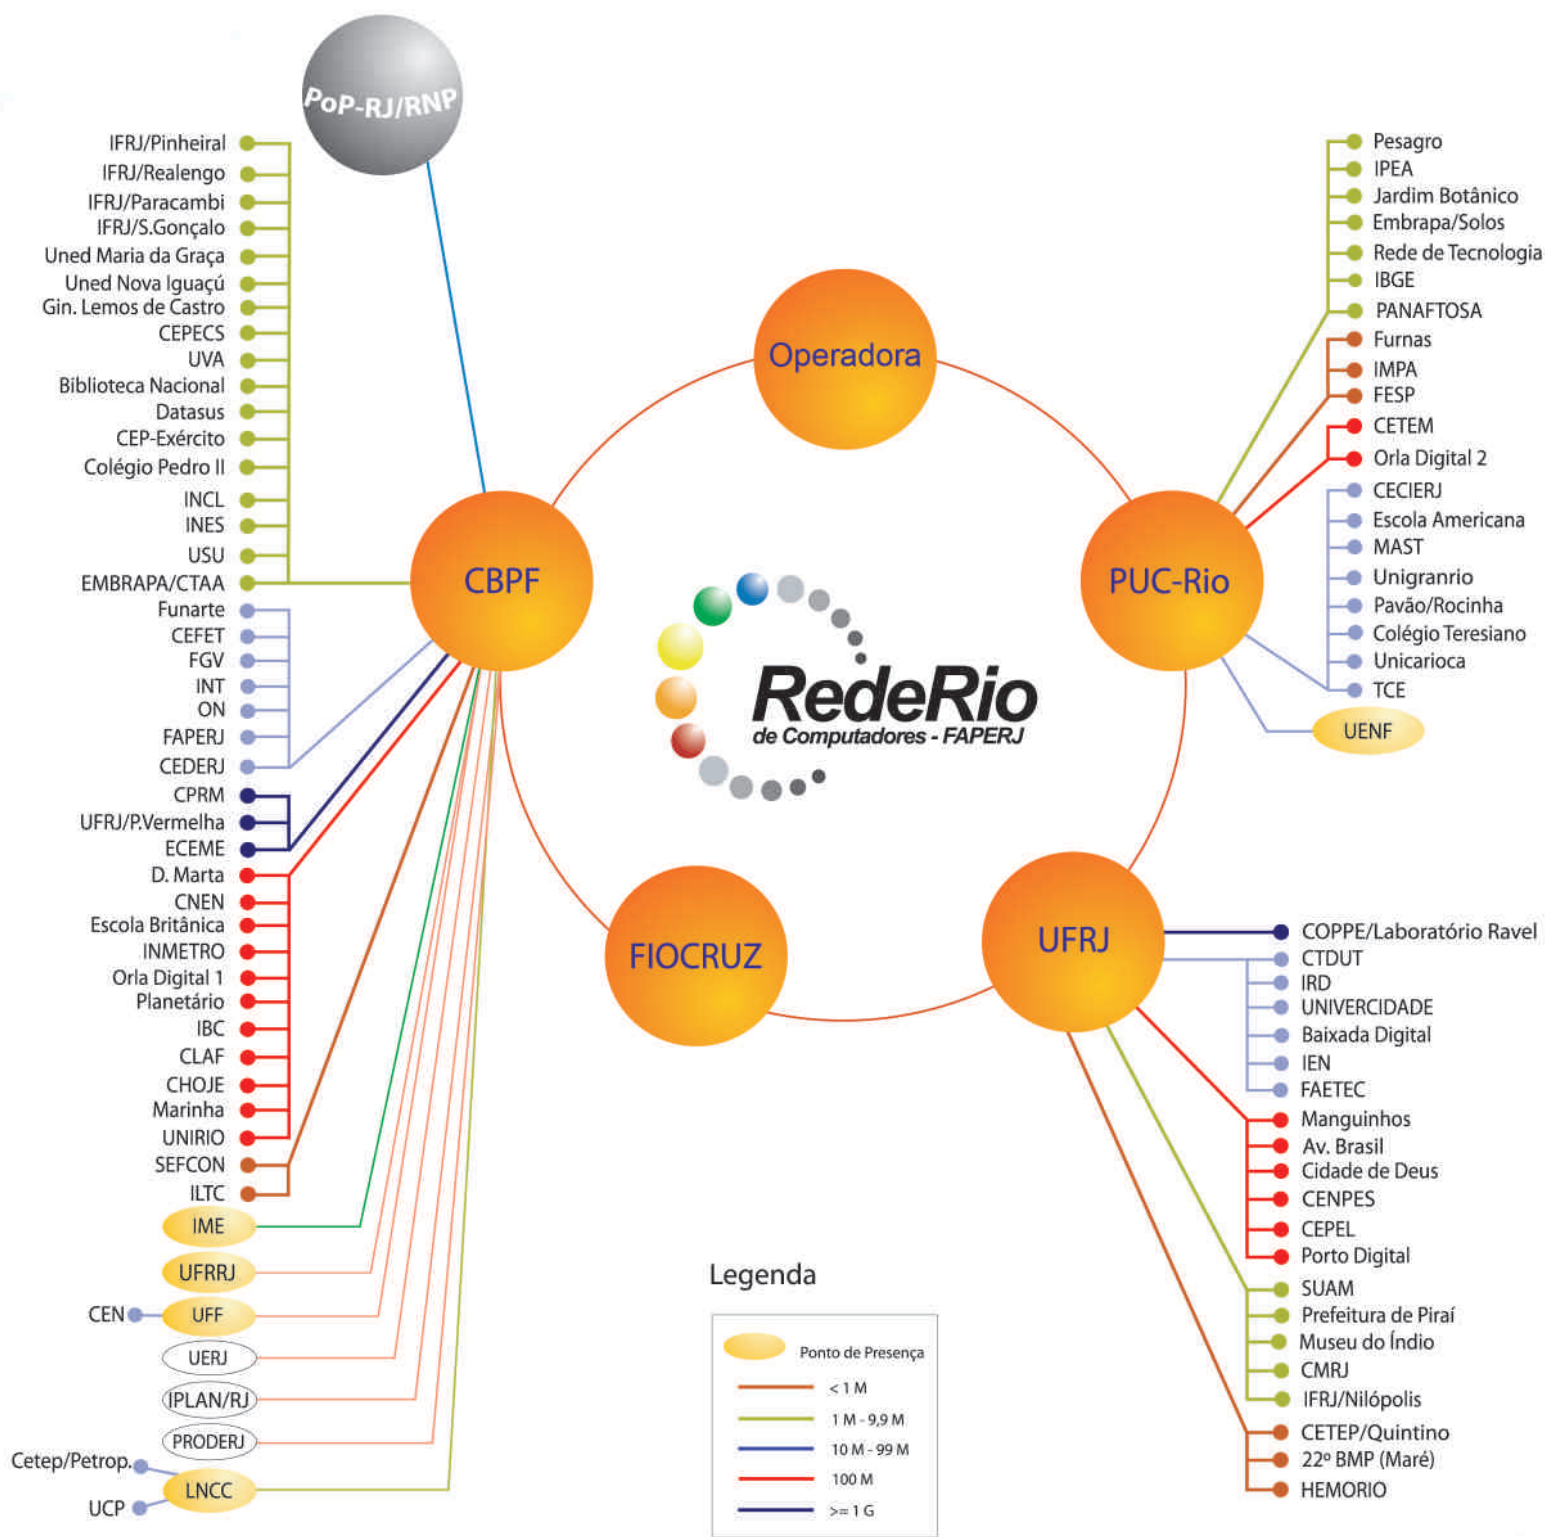 PoP-RJ/RNP
IFRJ/Pinheiral
IFRJ/Realengo
IFRJ/Paracambi
IFRJ/S.Gonçalo
Uned Maria da Graça
Uned Nova Iguaçú
Gin. Lemos de Castro
CEPECS
UVA
Biblioteca Nacional
Datasus
CEP-Exército
Colégio Pedro II
INCL
INES
USU
EMBRAPA/CTAA
Funarte
CEFET
FGV
INT
ON
FAPERJ
CEDERJ
CPRM
UFRJ/P.Vermelha
ECEME
D. Marta
CNEN
Escola Britânica
INMETRO
Orla Digital 1
Planetário
IBC
CLAF
CHOJE
Marinha
UNIRIO
SEFCON
ILTC
IME
UFRRJ
CEN
UFF
UERJ
IPLAN/RJ
PRODERJ
Cetep/Petrop.
LNCC
UCP
Operadora
CBPF
PUC-Rio
FIOCRUZ
UFRJ
RedeRio
de Computadores - FAPERJ
Pesagro
IPEA
Jardim Botânico
Embrapa/Solos
Rede de Tecnologia
IBGE
PANAFTOSA
Furnas
IMPA
FESP
CETEM
Orla Digital 2
CECIERJ
Escola Americana
MAST
Unigranrio
Pavão/Rocinha
Colégio Teresiano
Unicarioca
TCE
UENF
COPPE/Laboratório Ravel
CTDUT
IRD
UNIVERCIDADE
Baixada Digital
IEN
FAETEC
Manguinhos
Av. Brasil
Cidade de Deus
CENPES
CEPEL
Porto Digital
SUAM
Prefeitura de Piraí
Museu do Índio
CMRJ
IFRJ/Nilópolis
CETEP/Quintino
22º BMP (Maré)
HEMORIO
Legenda
Ponto de Presença
< 1 M
1 M - 9,9 M
10 M - 99 M
100 M
>= 1 G